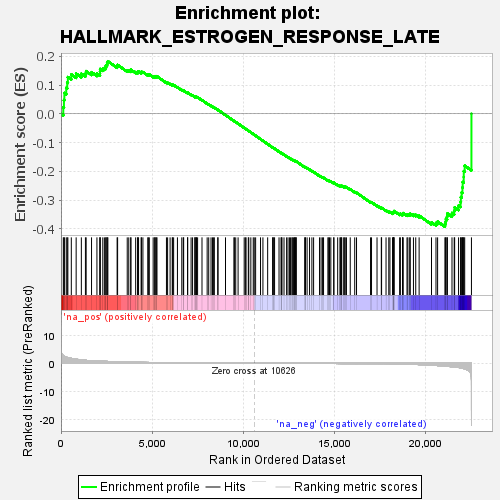 Enrichment plot:
HALLMARK_ESTROGEN_RESPONSE_LATE
Enrichment score (ES)
0.2
0.1
0.0
-0.1
-0.2
-0.3
-0.4
Ranked list metric (PreRanked)
'na_pos' (positively correlated)
10
5
0
-5
-10
-15
-20
Zero cross at 10626
'na_neg' (negatively correlated)
0
5,000
10,000
15,000
20,000
Rank in Ordered Dataset
Enrichment profile
Hits
Ranking metric scores